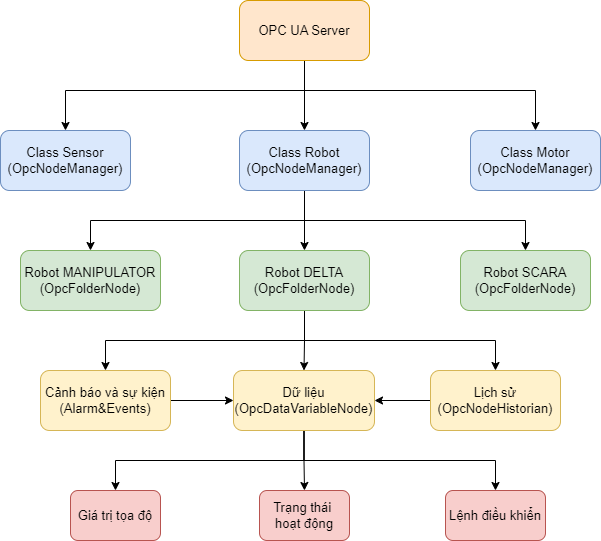 OPC UA Server
Class Sensor
(OpcNodeManager)
Class Robot
(OpcNodeManager)
Class Motor
(OpcNodeManager)
Robot MANIPULATOR
(OpcFolderNode)
Robot DELTA
(OpcFolderNode)
Robot SCARA
(OpcFolderNode)
Cảnh báo và sự kiện
(Alarm&Events)
Dữ liệu
(OpcDataVariableNode)
Lịch sử
(OpcNodeHistorian)
Giá trị tọa độ
Trạng thái
hoạt động
Lệnh điều khiển